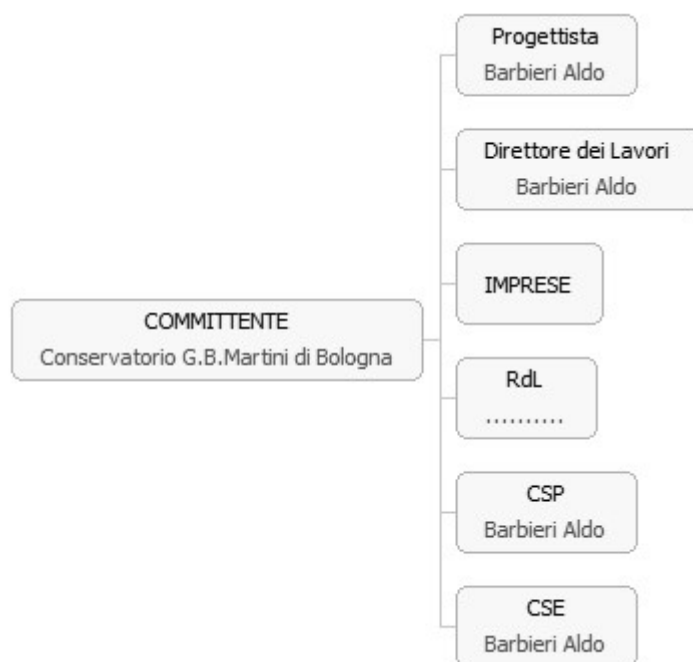 Progettista
Barbieri Aldo
Direttore dei Lavori
Barbieri Aldo
IMPRESE
COMMITTENTE
Conservatorio G.B.Martini di Bologna
RdL
..........
CSP
Barbieri Aldo
CSE
Barbieri Aldo